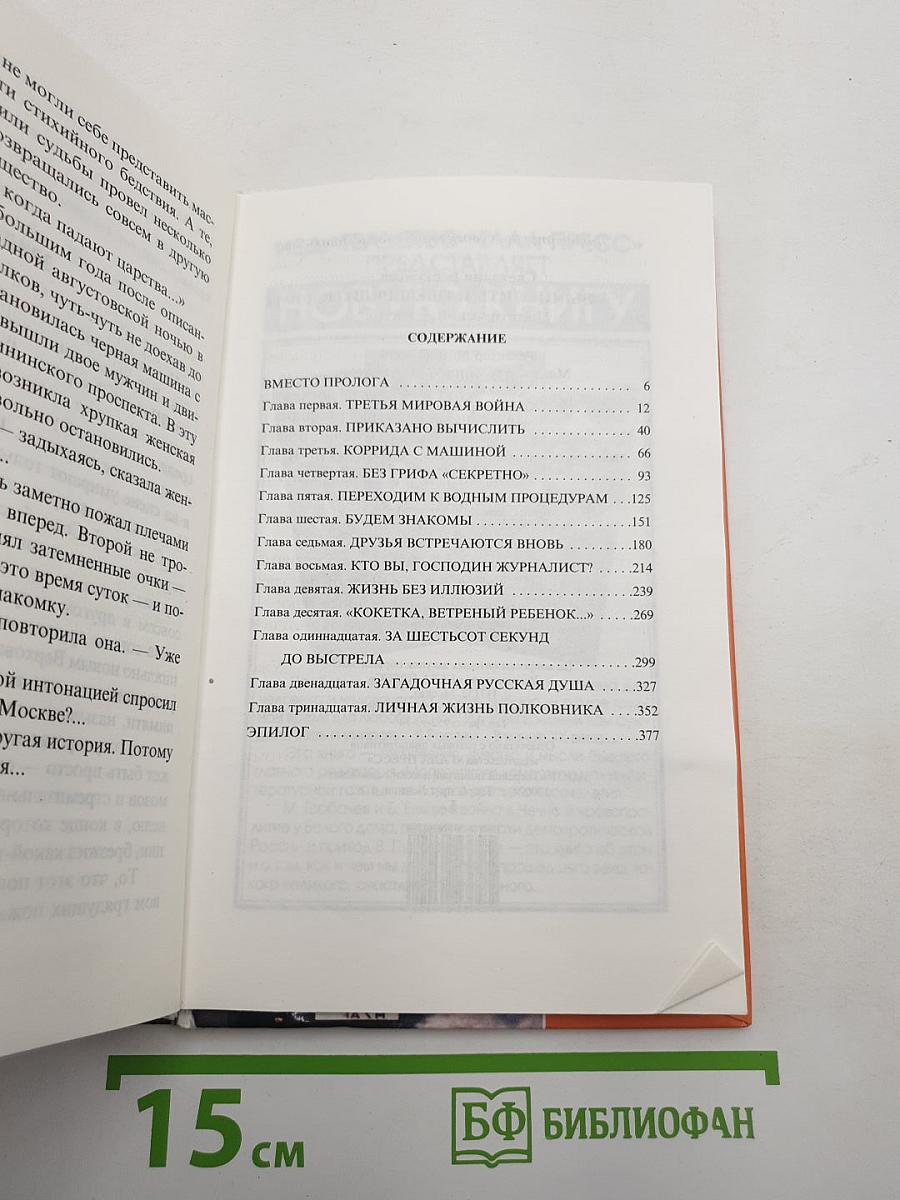 не могли себе представить мас-
ти стихийного бедствия. А те,
или судьбы провел несколько
озвращались совсем в другую
щество.
когда падают царства...»
большим года после описан-
адной августовской ночью в
лков, чуть-чуть не доехав до
ановилась черная машина с
вышли двое мужчин и дви-
ининского проспекта. В эту
возникла хрупкая женская
вольно остановились.
— задыхаясь, сказала жен-
ь заметно пожал плечами
вперед. Второй не тро-
ял затемненные очки —
это время суток — и по-
накомку.
повторила она. — Уже
ой интонацией спросил
Москве?...
ругая история. Потому
я...
СОДЕРЖАНИЕ
ВМЕСТО ПРОЛОГА . . . . . . . . . . . . . . . . . . . . . . . . . . . . . . . 6
Глава первая. ТРЕТЬЯ МИРОВАЯ ВОЙНА . . . . . . . . . . . . . 12
Глава вторая. ПРИКАЗАНО ВЫЧИСЛИТЬ . . . . . . . . . . . . . 40
Глава третья. КОРРИДА С МАШИНОЙ . . . . . . . . . . . . . . . . 66
Глава четвертая. БЕЗ ГРИФА «СЕКРЕТНО» . . . . . . . . . . . . . 93
Глава пятая. ПЕРЕХОДИМ К ВОДНЫМ ПРОЦЕДУРАМ . . .125
Глава шестая. БУДЕМ ЗНАКОМЫ . . . . . . . . . . . . . . . . . . . . .151
Глава седьмая. ДРУЗЬЯ ВСТРЕЧАЮТСЯ ВНОВЬ . . . . . . . . .180
Глава восьмая. КТО ВЫ, ГОСПОДИН ЖУРНАЛИСТ? . . . . .214
Глава девятая. ЖИЗНЬ БЕЗ ИЛЛЮЗИЙ . . . . . . . . . . . . . . . .239
Глава десятая. «КОКЕТКА, ВЕТРЕНЫЙ РЕБЕНОК...» . . . . .269
Глава одиннадцатая. ЗА ШЕСТЬСОТ СЕКУНД
ДО ВЫСТРЕЛА . . . . . . . . . . . . . . . . . . . . . . . . . . . . . . . .299
Глава двенадцатая. ЗАГАДОЧНАЯ РУССКАЯ ДУША . . . . .327
Глава тринадцатая. ЛИЧНАЯ ЖИЗНЬ ПОЛКОВНИКА . . . .352
ЭПИЛОГ . . . . . . . . . . . . . . . . . . . . . . . . . . . . . . . . . . . . . . . . . .377
15 см
БФ БИБЛИОФАН